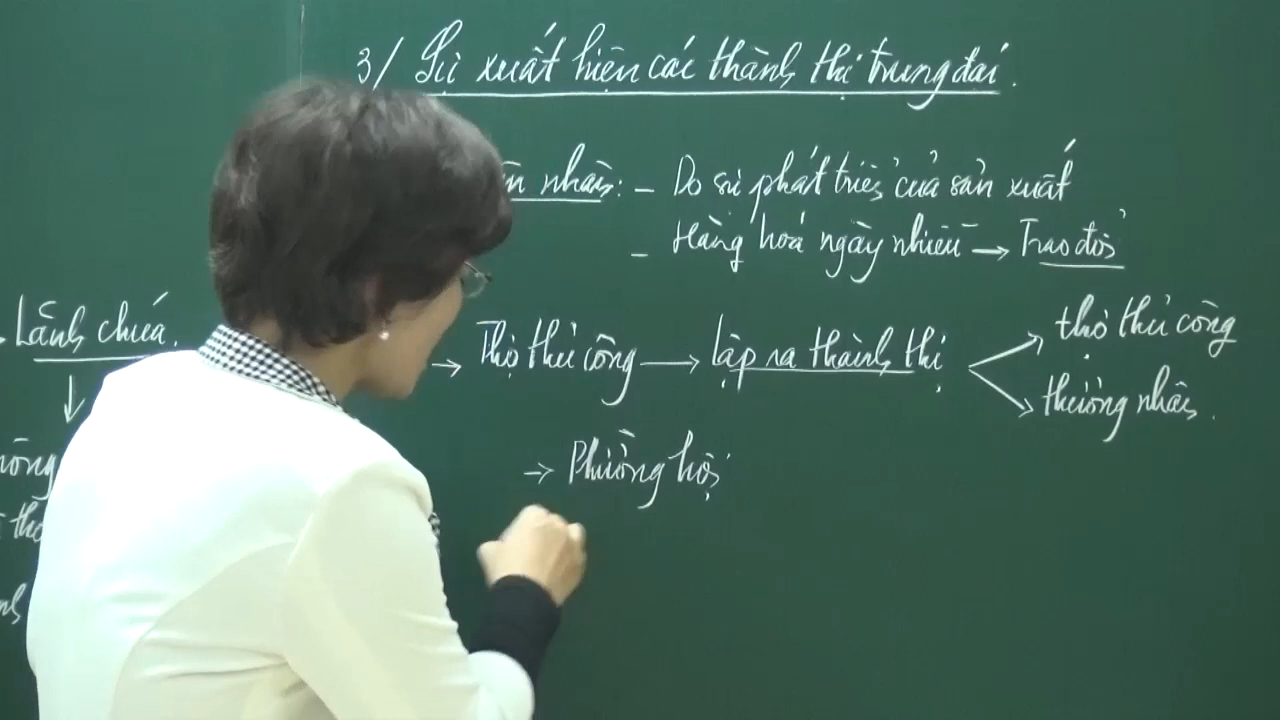 3/ Sự xuất hiện các thành thị trung đại.
nhân: - Do sự phát triển của sản xuất
- Hàng hoá ngày nhiều → Trao đổi
Lãnh chúa.
→ Thợ thủ công → lập ra thành thị
thợ thủ công
thương nhân.
→ Phường hội